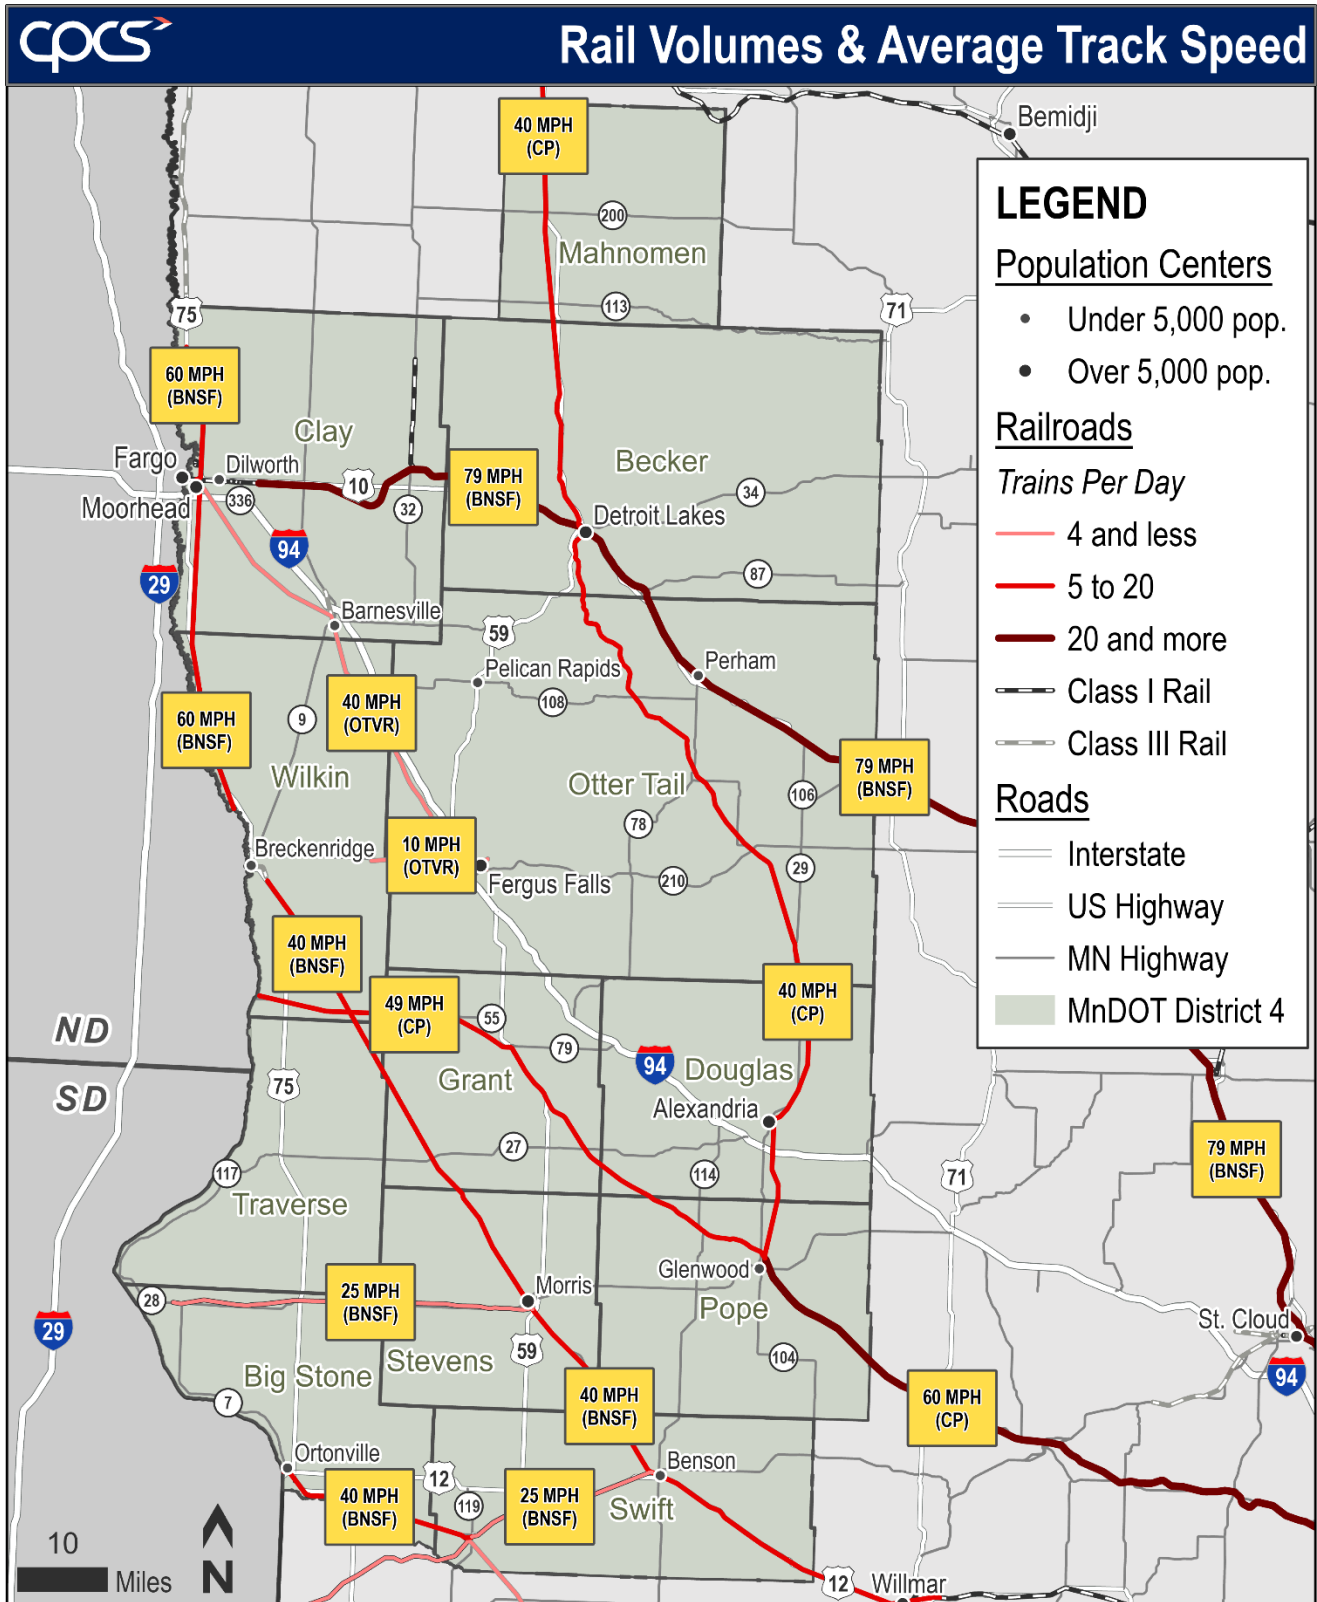 cpcs
Rail Volumes & Average Track Speed
40 MPH
(CP)
Bemidji
LEGEND
Population Centers
Under 5,000 pop.
Over 5,000 pop.
Railroads
Trains Per Day
4 and less
5 to 20
20 and more
Class I Rail
Class III Rail
Roads
Interstate
US Highway
MN Highway
MnDOT District 4
200
Mahnomen
113
71
75
60 MPH
(BNSF)
Clay
Fargo
Dilworth
Moorhead
336
10
32
79 MPH
(BNSF)
Becker
34
Detroit Lakes
94
29
87
Barnesville
59
Pelican Rapids
Perham
108
40 MPH
(OTVR)
9
60 MPH
(BNSF)
Wilkin
Otter Tail
79 MPH
(BNSF)
106
78
Breckenridge
10 MPH
(OTVR)
Fergus Falls
210
29
40 MPH
(BNSF)
49 MPH
(CP)
55
40 MPH
(CP)
ND
SD
79
94
Douglas
75
Grant
Alexandria
27
79 MPH
(BNSF)
117
114
71
Traverse
Glenwood
28
25 MPH
(BNSF)
Morris
Pope
29
St. Cloud
59
Stevens
104
Big Stone
94
7
40 MPH
(BNSF)
60 MPH
(CP)
Ortonville
12
Benson
40 MPH
(BNSF)
119
25 MPH
(BNSF)
Swift
10
Miles
N
12
Willmar